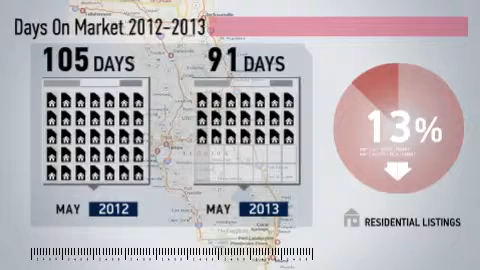 Days On Market 2012-2013
105 DAYS
91 DAYS
13%
MAY 2012
MAY 2013
RESIDENTIAL LISTINGS